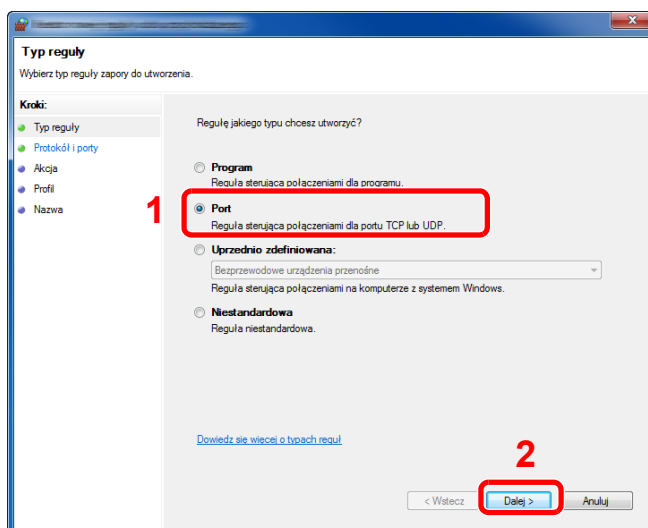 Typ reguły
Wybierz typ reguły zapory do utworzenia.
Kroki:
Typ reguły
Protokół i porty
Akcja
Profil
Nazwa
Regułę jakiego typu chcesz utworzyć?
Program
Reguła sterująca połączeniami dla programu.
1
Port
Reguła sterująca połączeniami dla portu TCP lub UDP.
Uprzednio zdefiniowana:
Bezprzewodowe urządzenia przenośne
Reguła sterująca połączeniami na komputerze z systemem Windows.
Niestandardowa
Reguła niestandardowa.
Dowiedz się więcej o typach reguł
2
< Wstecz Dalej > Anuluj